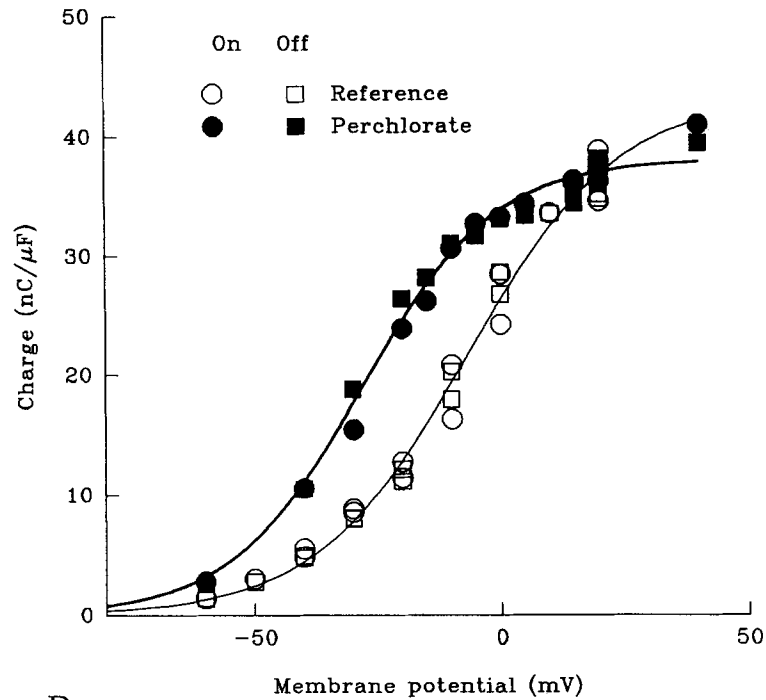 50
40
30
20
10
0
Charge (nC/μF)
On Off
Reference
Perchlorate
−50 0 50
Membrane potential (mV)